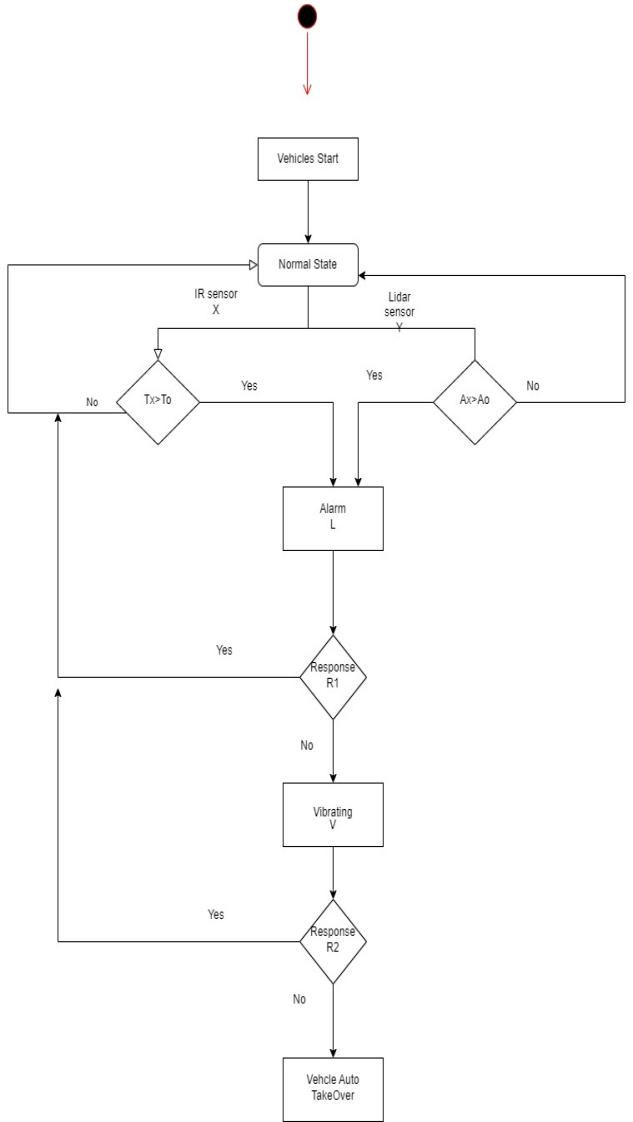 Vehicles Start
Normal State
IR sensor
X
Lidar
sensor
Y
Tx>To
Yes
Yes
Ax>Ao
No
No
Alarm
L
Yes
Response
R1
No
Vibrating
V
Yes
Response
R2
No
Vehcle Auto
TakeOver